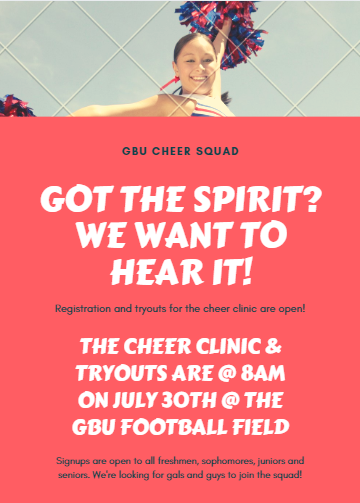 GBU CHEER SQUAD
GOT THE SPIRIT?
WE WANT TO
HEAR IT!
Registration and tryouts for the cheer clinic are open!
THE CHEER CLINIC &
TRYOUTS ARE @ 8AM
ON JULY 30TH @ THE
GBU FOOTBALL FIELD
Signups are open to all freshmen, sophomores, juniors and
seniors. We're looking for gals and guys to join the squad!